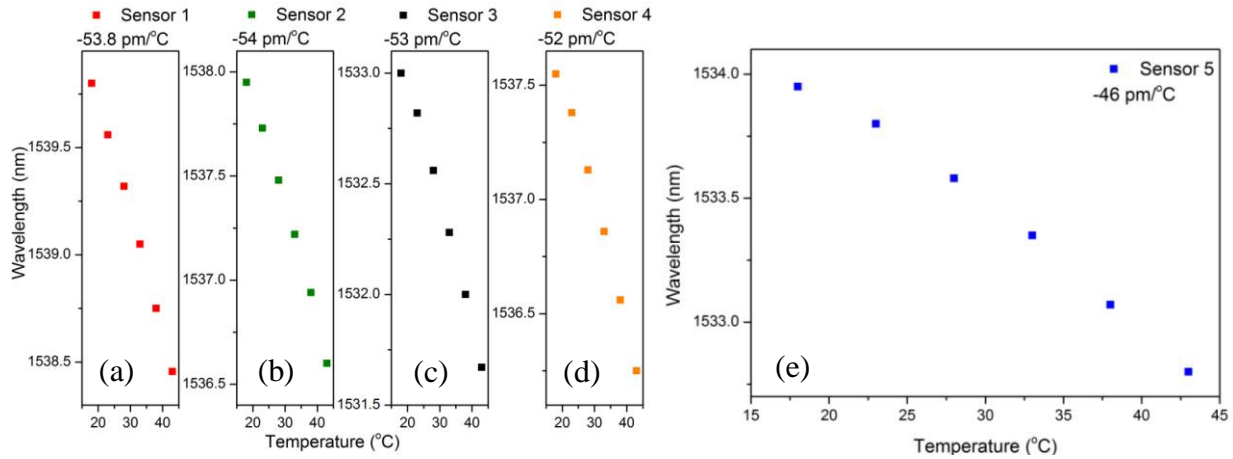 Sensor 1
-53.8 pm/°C
Sensor 2
-54 pm/°C
Sensor 3
-53 pm/°C
Sensor 4
-52 pm/°C
Wavelength (nm)
1539.5
1539.0
1538.5
(a)
20 30 40
1538.0
1537.5
1537.0
1536.5
(b)
20 30 40
1533.0
1532.5
1532.0
1531.5
(c)
20 30 40
1537.5
1537.0
1536.5
(d)
20 30 40
Temperature (°C)
Sensor 5
-46 pm/°C
Wavelength (nm)
1534.0
1533.5
1533.0
(e)
15 20 25 30 35 40 45
Temperature (°C)